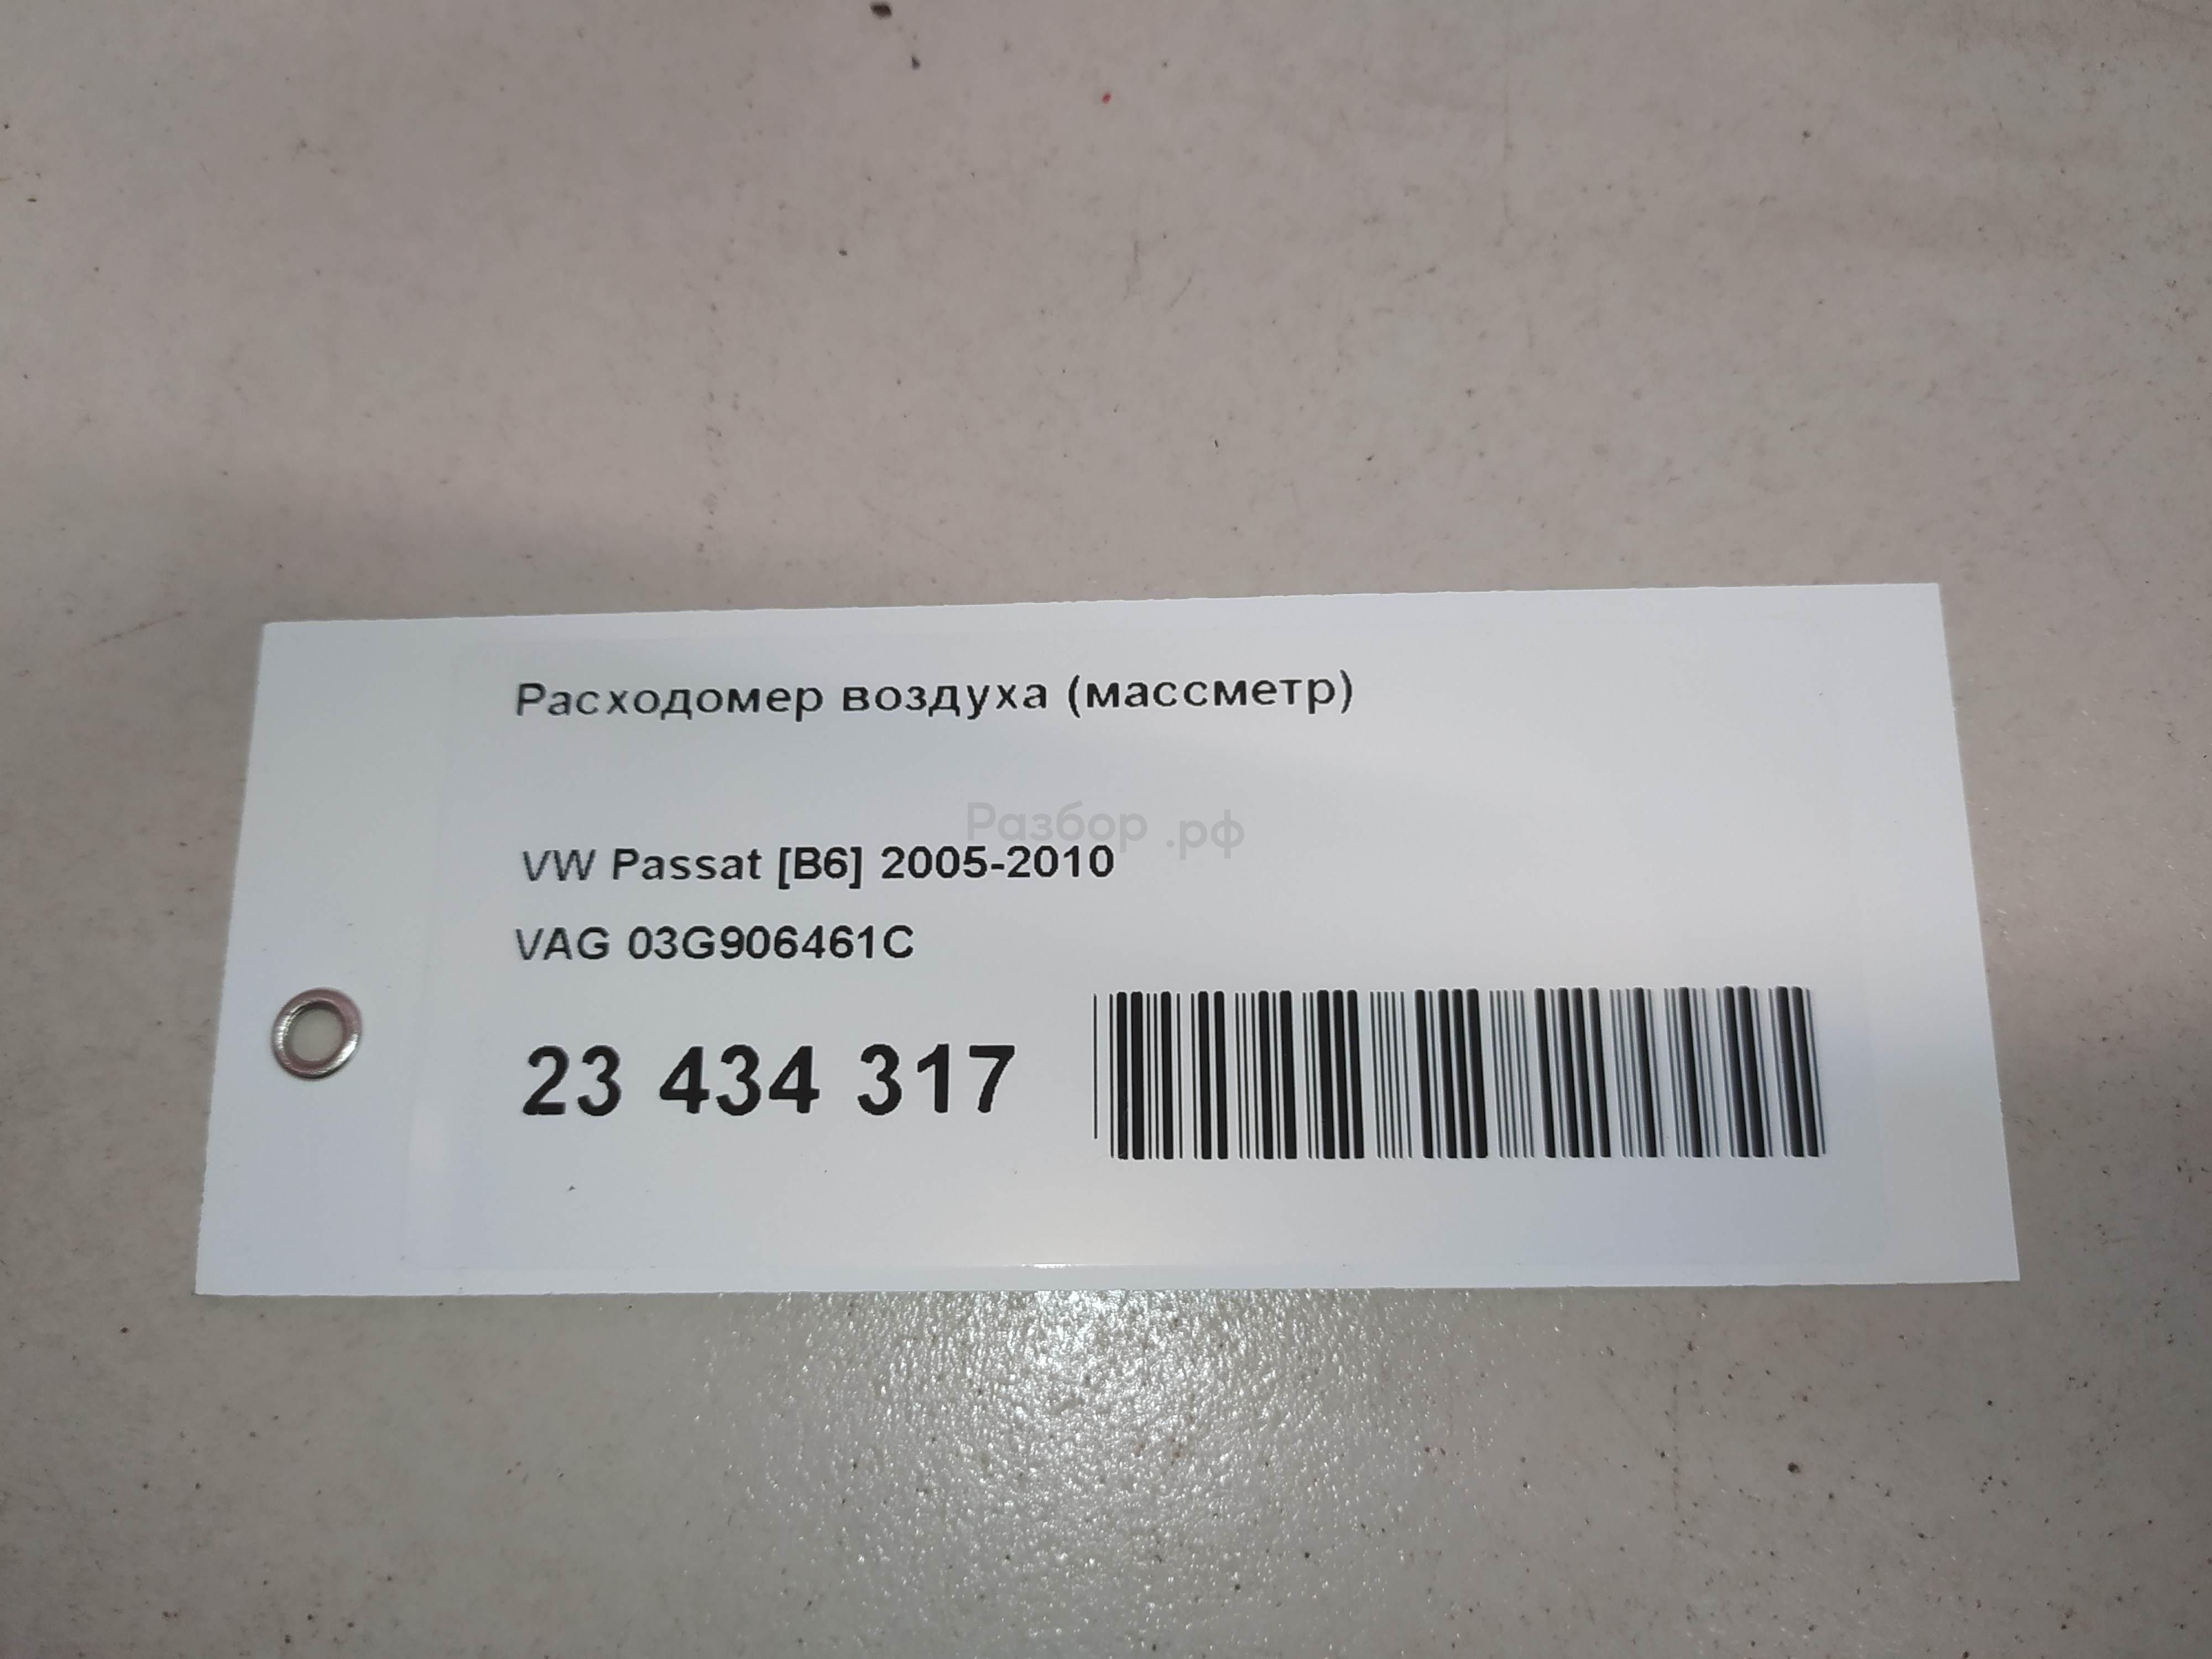 Расходомер воздуха (массметр)
Разбор .рф
VW Passat [B6] 2005-2010
VAG 03G906461C
23 434 317